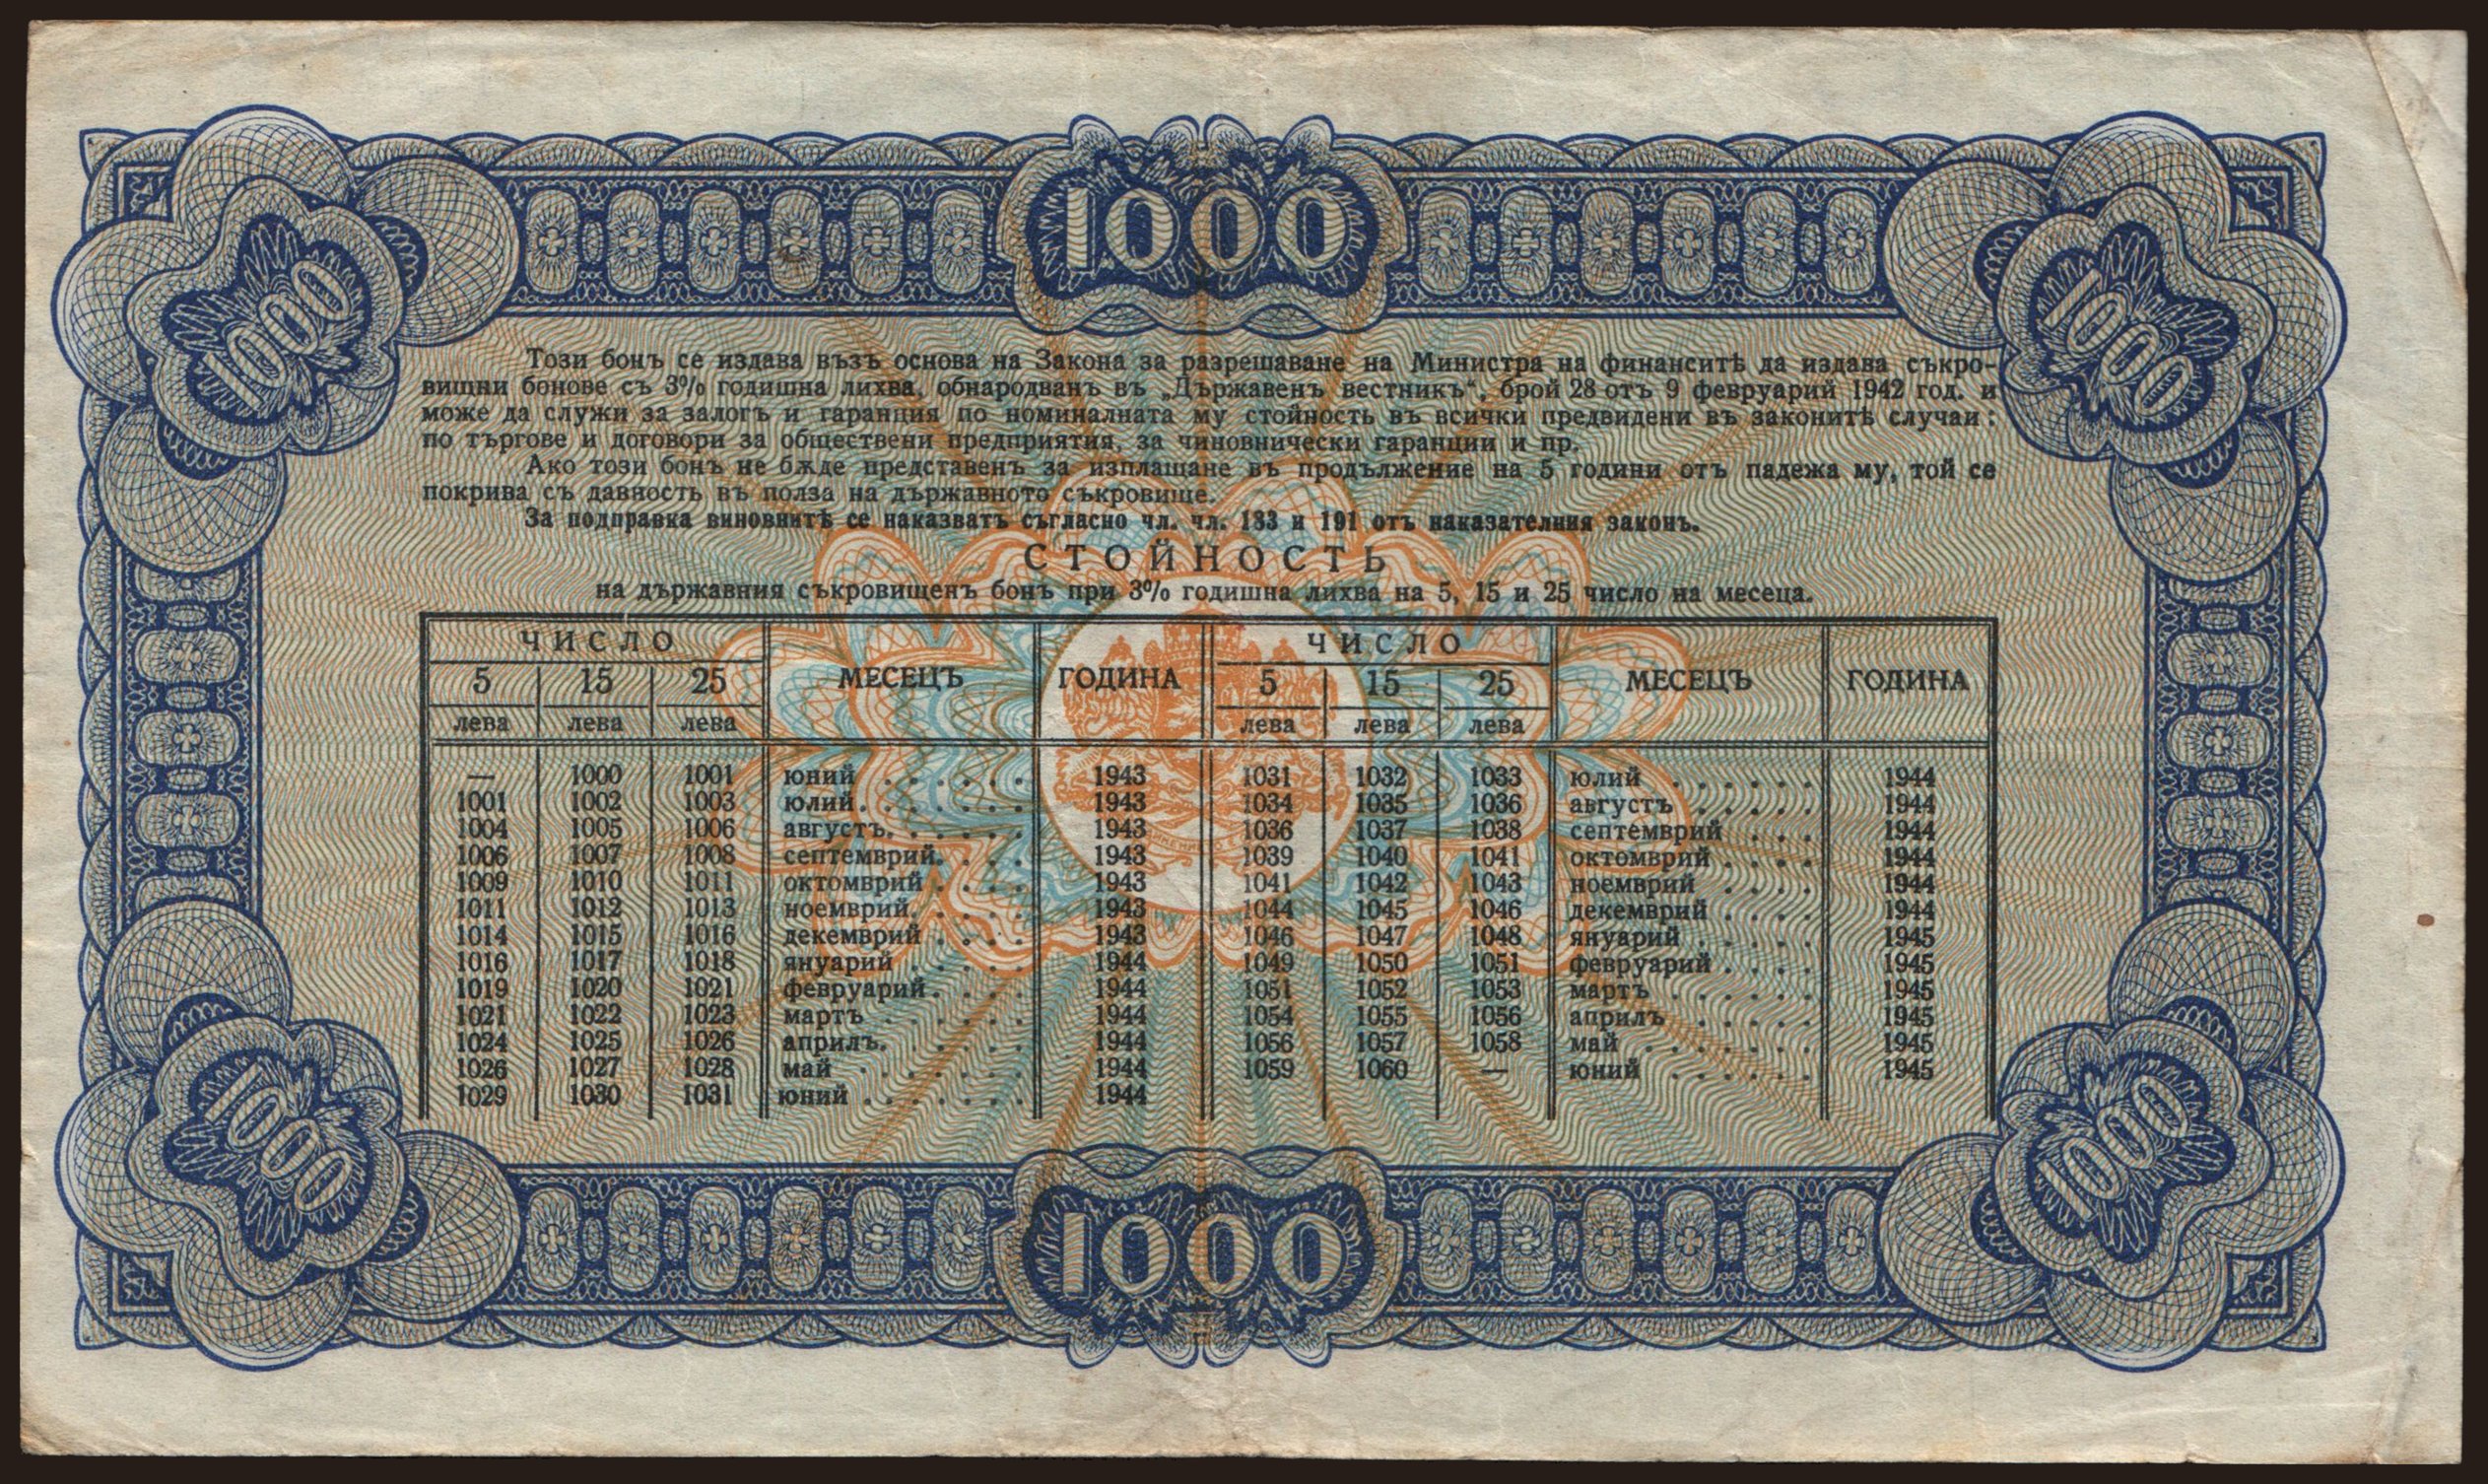 1000
1000
1000
Този бонъ се издава възъ основа на Закона за разрешаване на Министра на финанситѣ да издава съкро-
вищни бонове съ 3% годишна лихва, обнародванъ въ „Държавенъ вестникъ“, брой 28 отъ 9 февруарий 1942 год. и
може да служи за залогъ и гаранция по номиналната му стойность въ всички предвидени въ законитѣ случаи:
по търгове и договори за обществени предприятия, за чиновнически гаранции и пр.
Ако този бонъ не бѫде представенъ за изплащане въ продължение на 5 години отъ падежа му, той се
покрива съ давность въ полза на държавното съкровище.
За подправка виновнитѣ се наказватъ съгласно чл. чл. 183 и 191 отъ наказателния законъ.
СТОЙНОСТЬ
на държавния съкровищенъ бонъ при 3% годишна лихва на 5, 15 и 25 число на месеца.
ЧИСЛО МЕСЕЦЪ ГОДИНА ЧИСЛО МЕСЕЦЪ ГОДИНА
5 15 25 5 15 25
лева лева лева лева лева лева
— 1000 1001 юний . . . . . . 1943 1031 1032 1033 юлий . . . . . . 1944
1001 1002 1003 юлий . . . . . . 1943 1034 1035 1036 августъ . . . . . 1944
1004 1005 1006 августъ . . . . . 1943 1036 1037 1038 септемврий . . . 1944
1006 1007 1008 септемврий . . . 1943 1039 1040 1041 октомврий . . . . 1944
1009 1010 1011 октомврий . . . . 1943 1041 1042 1043 ноемврий . . . . 1944
1011 1012 1013 ноемврий . . . . 1943 1044 1045 1046 декемврий . . . . 1944
1014 1015 1016 декемврий . . . . 1943 1046 1047 1048 януарий . . . . . 1945
1016 1017 1018 януарий . . . . . 1944 1049 1050 1051 февруарий . . . . 1945
1019 1020 1021 февруарий . . . . 1944 1051 1052 1053 мартъ . . . . . . 1945
1021 1022 1023 мартъ . . . . . . 1944 1054 1055 1056 априлъ . . . . . 1945
1024 1025 1026 априлъ . . . . . 1944 1056 1057 1058 май . . . . . . . 1945
1026 1027 1028 май . . . . . . 1944 1059 1060 — юний . . . . . . 1945
1029 1030 1031 юний . . . . . . 1944
1000
1000
1000